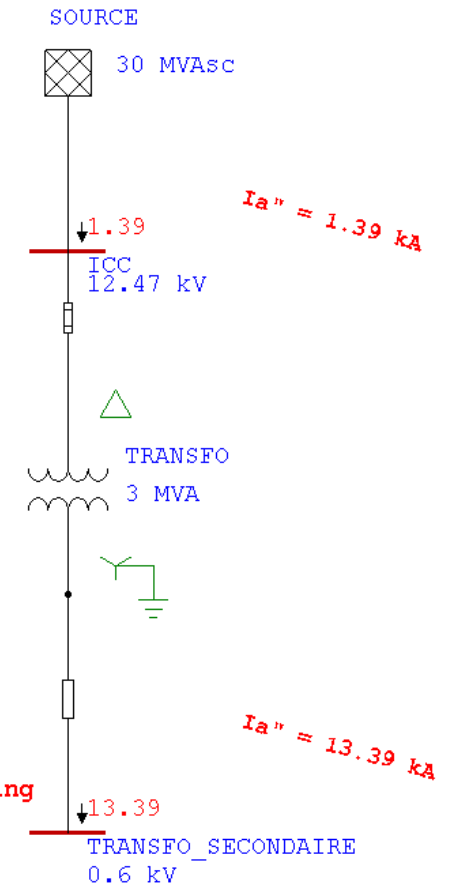 SOURCE
30 MVAsc
Ia" = 1.39 kA
1.39
ICC
12.47 kV
TRANSFO
3 MVA
Ia" = 13.39 kA
ing
13.39
TRANSFO_SECONDAIRE
0.6 kV